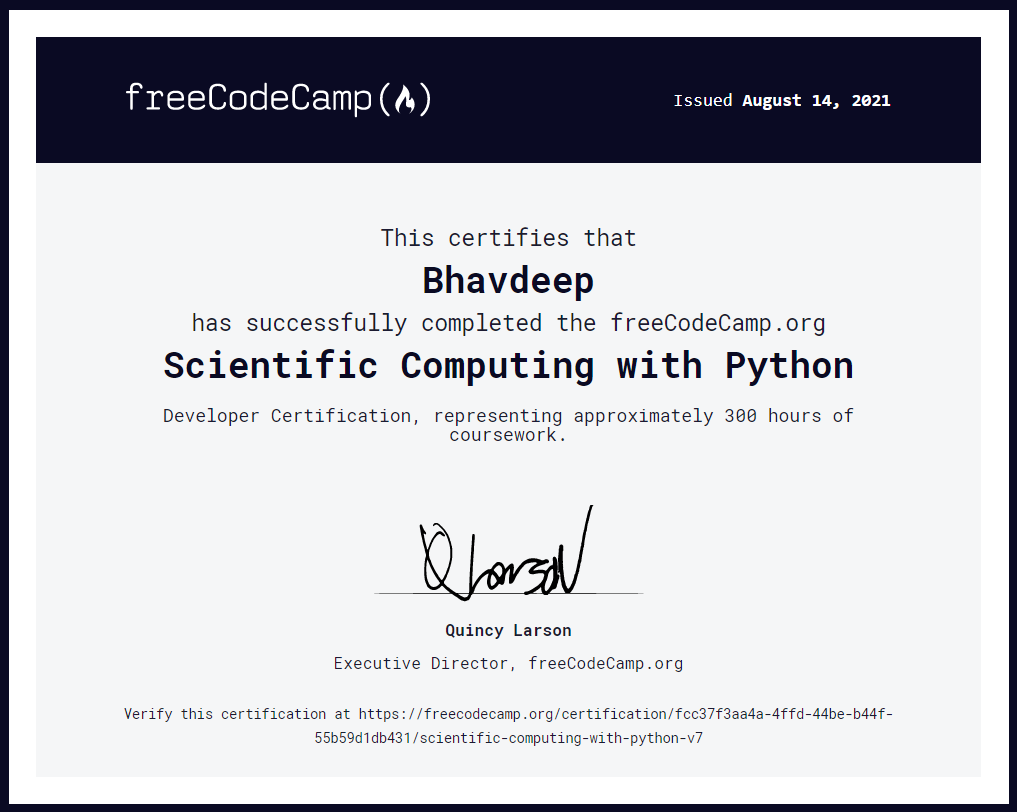 freeCodeCamp(🔥)
Issued August 14, 2021
This certifies that
Bhavdeep
has successfully completed the freeCodeCamp.org
Scientific Computing with Python
Developer Certification, representing approximately 300 hours of
coursework.
Q Larson
Quincy Larson
Executive Director, freeCodeCamp.org
Verify this certification at https://freecodecamp.org/certification/fcc37f3aa4a-4ffd-44be-b44f-
55b59d1db431/scientific-computing-with-python-v7